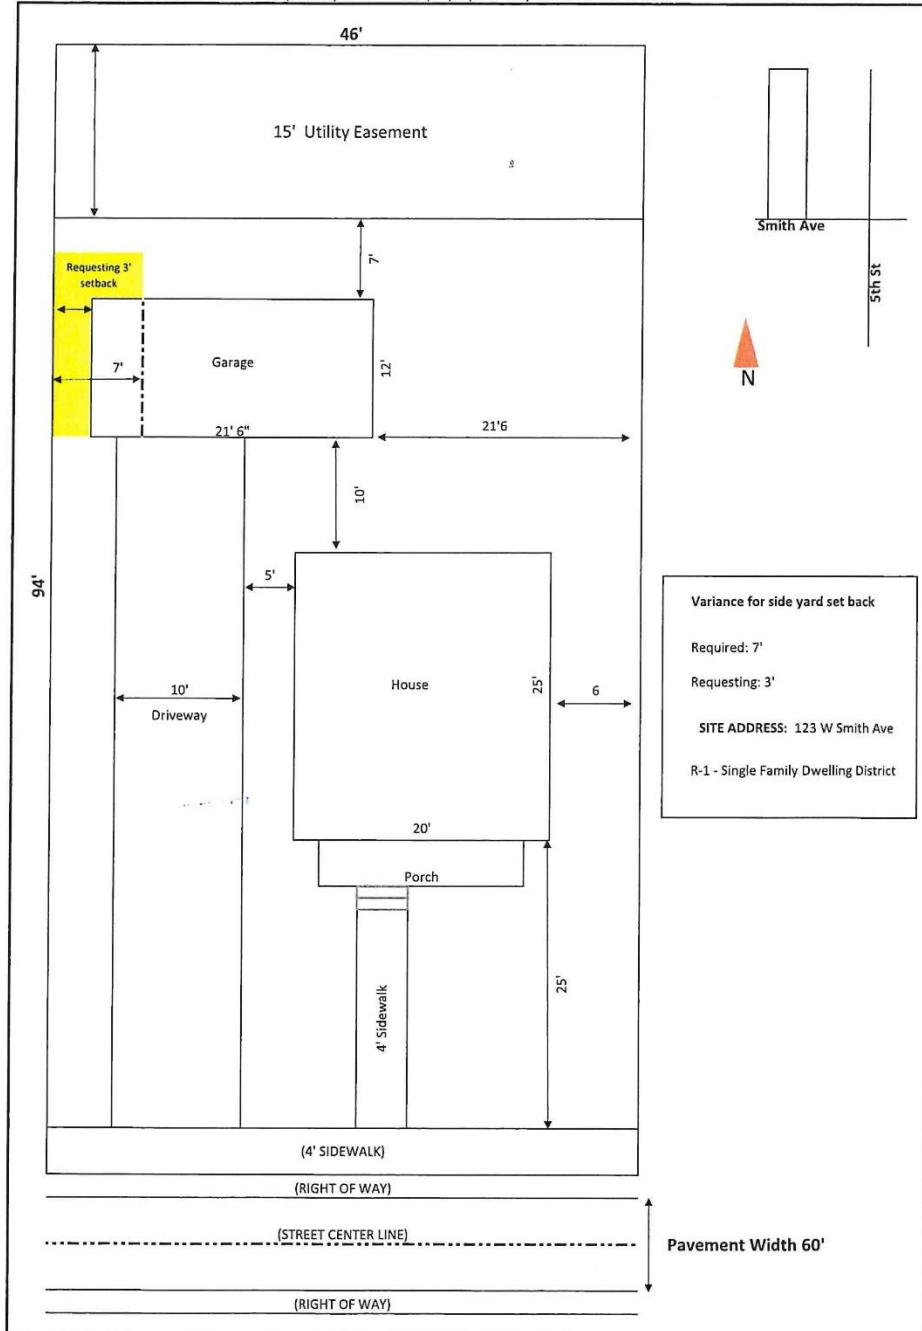 46'
15' Utility Easement
Smith Ave
5th St
N
7'
Requesting 3'
setback
7'
Garage
12'
21' 6"
21'6
10'
94'
5'
10'
Driveway
House
25'
6
Variance for side yard set back
Required: 7'
Requesting: 3'
SITE ADDRESS: 123 W Smith Ave
R-1 - Single Family Dwelling District
20'
Porch
25'
4' Sidewalk
(4' SIDEWALK)
(RIGHT OF WAY)
(STREET CENTER LINE)
Pavement Width 60'
(RIGHT OF WAY)